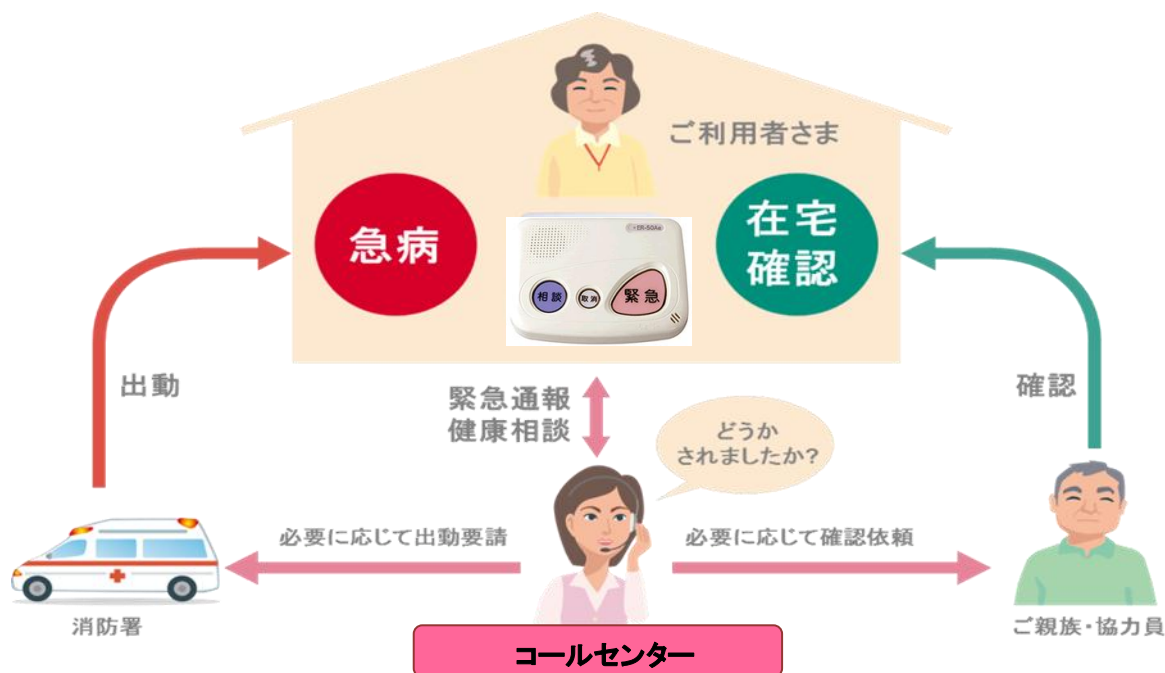 ご利用者さま
急病
在宅
確認
ER-50Aa
相談
取消
緊急
出動
緊急通報
健康相談
確認
どうか
されましたか?
必要に応じて出動要請
必要に応じて確認依頼
消防署
ご親族・協力員
コールセンター